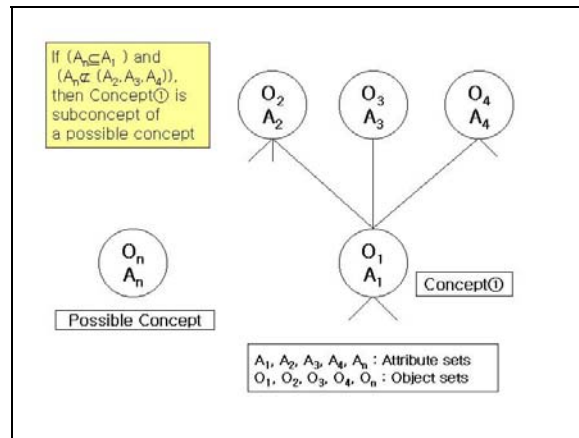 If (Aₙ⊆A₁ ) and
(Aₙ⊄ (A₂,A₃,A₄)),
then Concept① is
subconcept of
a possible concept
O₂
A₂
O₃
A₃
O₄
A₄
Oₙ
Aₙ
Possible Concept
O₁
A₁
Concept①
A₁, A₂, A₃, A₄, Aₙ : Attribute sets
O₁, O₂, O₃, O₄, Oₙ : Object sets